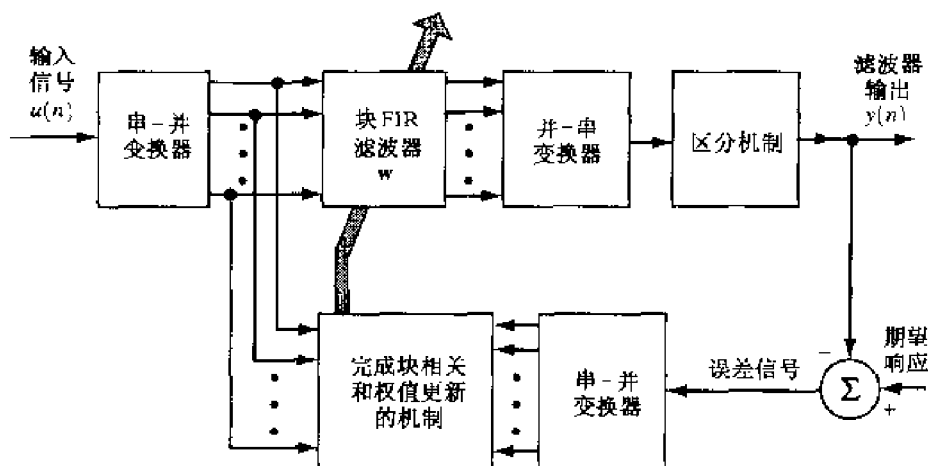 输入
信号
u(n)
串-并
变换器
块FIR
滤波器
w
并-串
变换器
区分机制
滤波器
输出
y(n)
完成块相关
和权值更新
的机制
串-并
变换器
误差信号
−
Σ
+
期望
响应